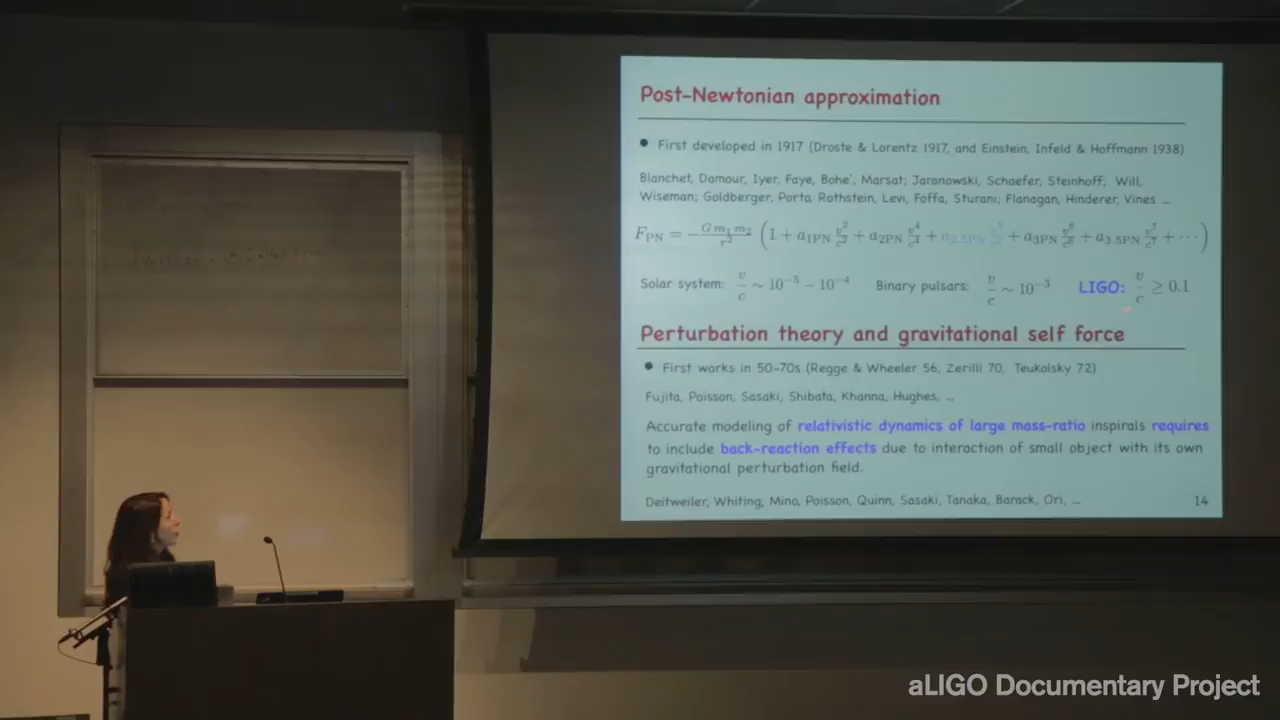 Post-Newtonian approximation
• First developed in 1917 (Droste & Lorentz 1917, and Einstein, Infeld & Hoffmann 1938)
Blanchet, Damour, Iyer, Faye, Bohe', Marsat; Jaranowski, Schaefer, Steinhoff; Will,
Wiseman; Goldberger, Porto, Rothstein, Levi, Foffa, Sturani; Flanagan, Hinderer, Vines ...
F_PN = − G m₁ m₂ / r² (1 + a_1PN v²/c² + a_2PN v⁴/c⁴ + a_2.5PN v⁵/c⁵ + a_3PN v⁶/c⁶ + a_3.5PN v⁷/c⁷ + ···)
Solar system: v/c ~ 10⁻⁵ − 10⁻⁴ Binary pulsars: v/c ~ 10⁻³ LIGO: v/c ≥ 0.1
Perturbation theory and gravitational self force
• First works in 50-70s (Regge & Wheeler 56, Zerilli 70, Teukolsky 72)
Fujita, Poisson, Sasaki, Shibata, Khanna, Hughes, ...
Accurate modeling of relativistic dynamics of large mass-ratio inspirals requires
to include back-reaction effects due to interaction of small object with its own
gravitational perturbation field.
Deitweiler, Whiting, Mino, Poisson, Quinn, Sasaki, Tanaka, Barack, Ori, ...
14
aLIGO Documentary Project